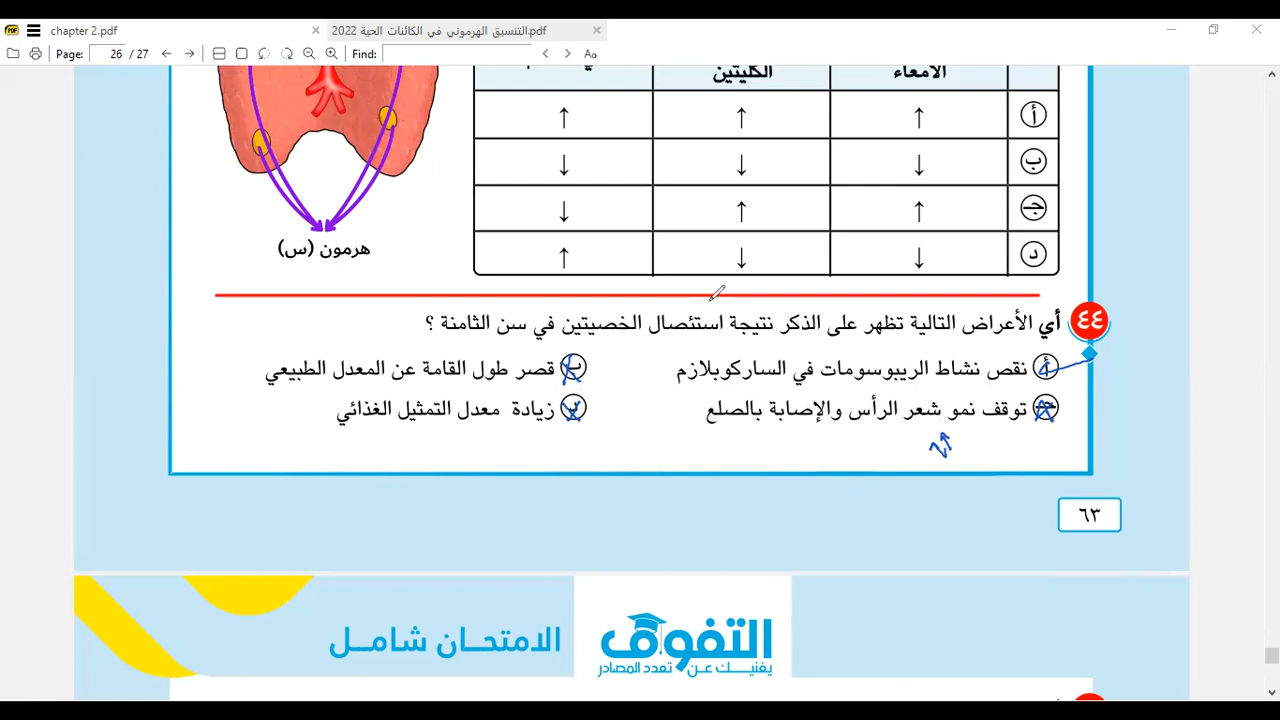 chapter 2.pdf
التنسيق الهرموني في الكائنات الحية 2022.pdf
Page: 26 / 27
Find:
الأمعاء
الكليتين
أ ↑ ↑ ↑
ب ↓ ↓ ↓
جـ ↑ ↑ ↓
د ↓ ↓ ↑
هرمون (س)
٤٤ أي الأعراض التالية تظهر على الذكر نتيجة استئصال الخصيتين في سن الثامنة ؟
أ نقص نشاط الريبوسومات في الساركوبلازم
ب قصر طول القامة عن المعدل الطبيعي
جـ توقف نمو شعر الرأس والإصابة بالصلع
د زيادة معدل التمثيل الغذائي
٦٣
التفوق
يغنيك عن تعدد المصادر
الامتحان شامل